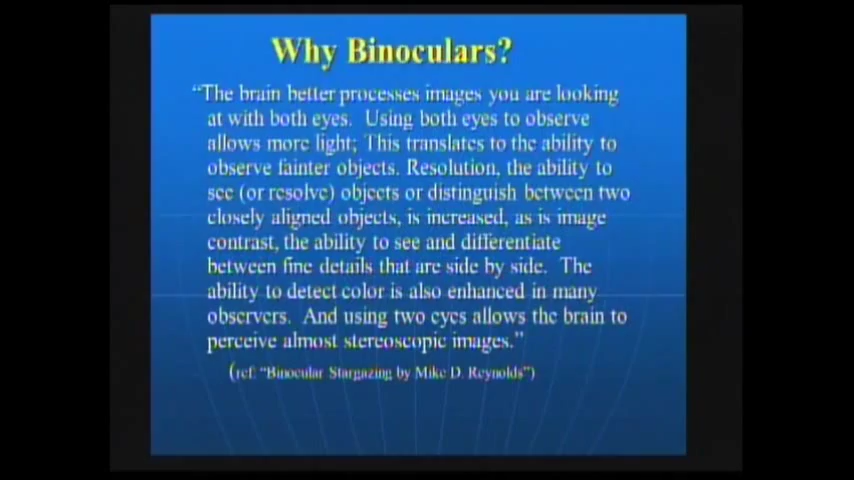 Why Binoculars?
“The brain better processes images you are looking
at with both eyes. Using both eyes to observe
allows more light; This translates to the ability to
observe fainter objects. Resolution, the ability to
see (or resolve) objects or distinguish between two
closely aligned objects, is increased, as is image
contrast, the ability to see and differentiate
between fine details that are side by side. The
ability to detect color is also enhanced in many
observers. And using two eyes allows the brain to
perceive almost stereoscopic images.”
(ref: “Binocular Stargazing by Mike D. Reynolds”)